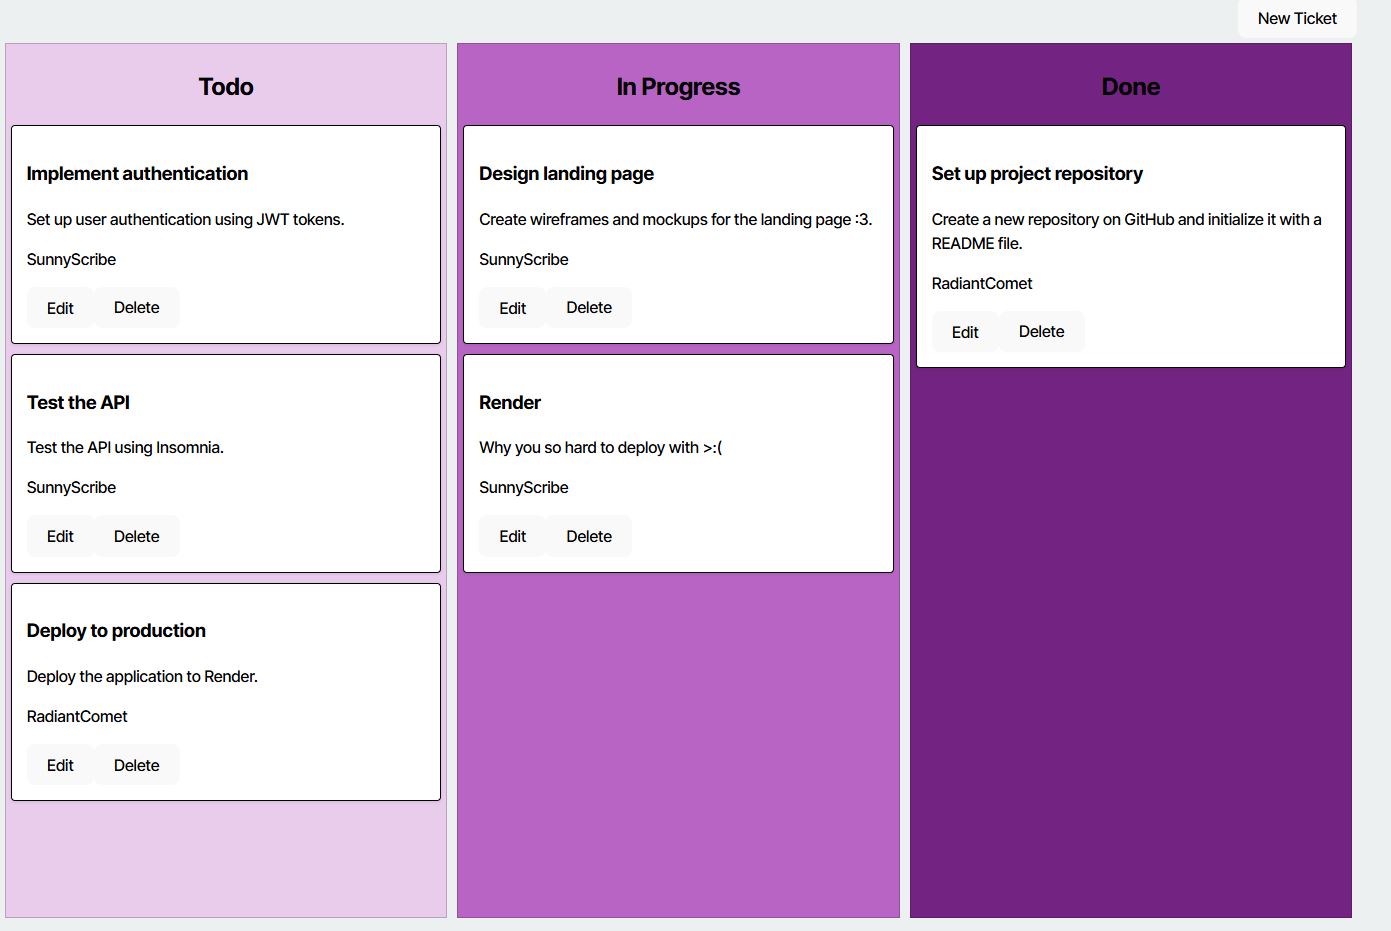 New Ticket
Todo
Implement authentication
Set up user authentication using JWT tokens.
SunnyScribe
Edit Delete
Test the API
Test the API using Insomnia.
SunnyScribe
Edit Delete
Deploy to production
Deploy the application to Render.
RadiantComet
Edit Delete
In Progress
Design landing page
Create wireframes and mockups for the landing page :3.
SunnyScribe
Edit Delete
Render
Why you so hard to deploy with >:(
SunnyScribe
Edit Delete
Done
Set up project repository
Create a new repository on GitHub and initialize it with a
README file.
RadiantComet
Edit Delete